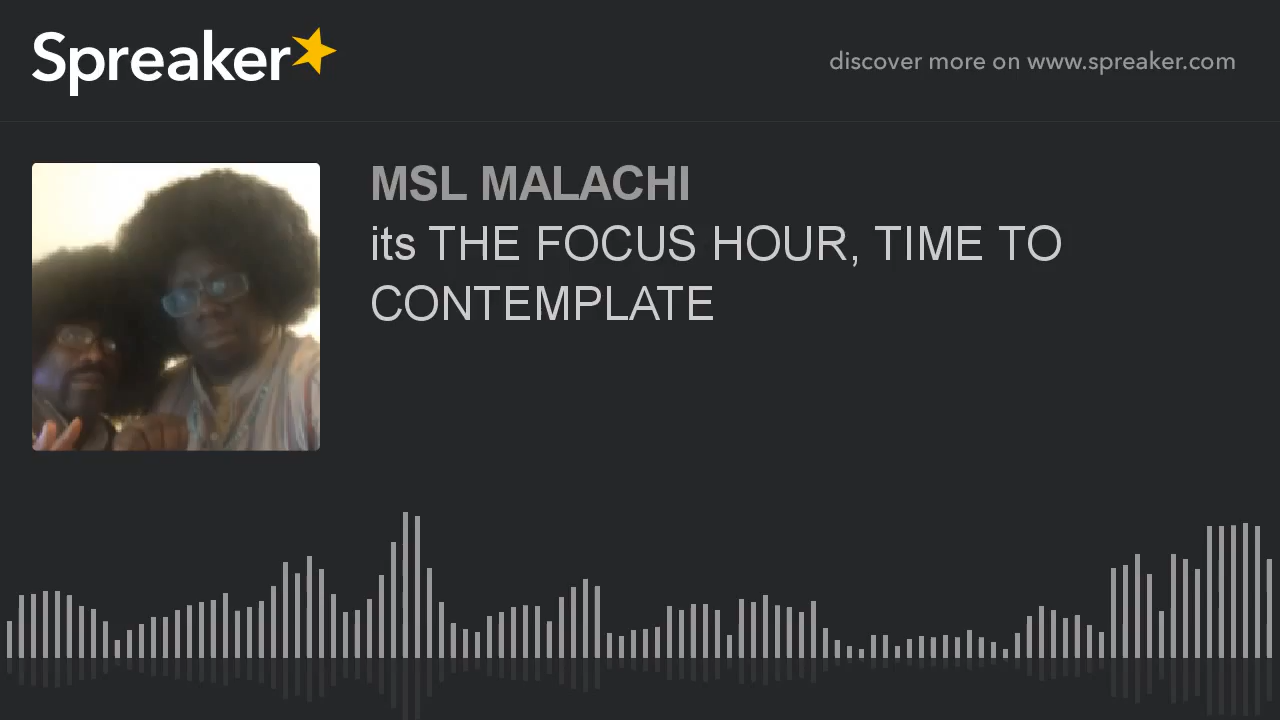 Spreaker
discover more on www.spreaker.com
MSL MALACHI
its THE FOCUS HOUR, TIME TO
CONTEMPLATE